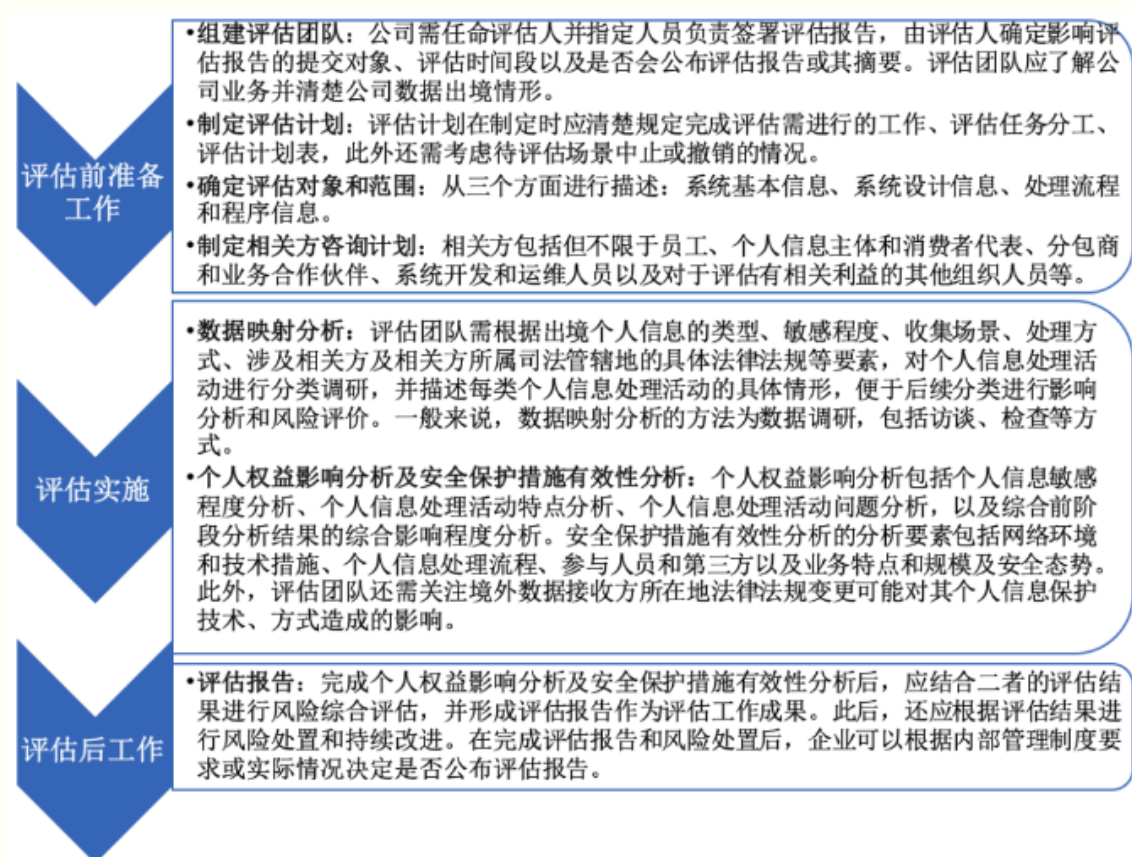 评估前准备
工作
•组建评估团队：公司需任命评估人并指定人员负责签署评估报告，由评估人确定影响评
估报告的提交对象、评估时间段以及是否会公布评估报告或其摘要。评估团队应了解公
司业务并清楚公司数据出境情形。
•制定评估计划：评估计划在制定时应清楚规定完成评估需进行的工作、评估任务分工、
评估计划表，此外还需考虑待评估场景中止或撤销的情况。
•确定评估对象和范围：从三个方面进行描述：系统基本信息、系统设计信息、处理流程
和程序信息。
•制定相关方咨询计划：相关方包括但不限于员工、个人信息主体和消费者代表、分包商
和业务合作伙伴、系统开发和运维人员以及对于评估有相关利益的其他组织人员等。
评估实施
•数据映射分析：评估团队需根据出境个人信息的类型、敏感程度、收集场景、处理方
式、涉及相关方及相关方所属司法管辖地的具体法律法规等要素，对个人信息处理活
动进行分类调研，并描述每类个人信息处理活动的具体情形，便于后续分类进行影响
分析和风险评价。一般来说，数据映射分析的方法为数据调研，包括访谈、检查等方
式。
•个人权益影响分析及安全保护措施有效性分析：个人权益影响分析包括个人信息敏感
程度分析、个人信息处理活动特点分析、个人信息处理活动问题分析，以及综合前阶
段分析结果的综合影响程度分析。安全保护措施有效性分析的分析要素包括网络环境
和技术措施、个人信息处理流程、参与人员和第三方以及业务特点和规模及安全态势。
此外，评估团队还需关注境外数据接收方所在地法律法规变更可能对其个人信息保护
技术、方式造成的影响。
评估后工作
•评估报告：完成个人权益影响分析及安全保护措施有效性分析后，应结合二者的评估结
果进行风险综合评估，并形成评估报告作为评估工作成果。此后，还应根据评估结果进
行风险处置和持续改进。在完成评估报告和风险处置后，企业可以根据内部管理制度要
求或实际情况决定是否公布评估报告。